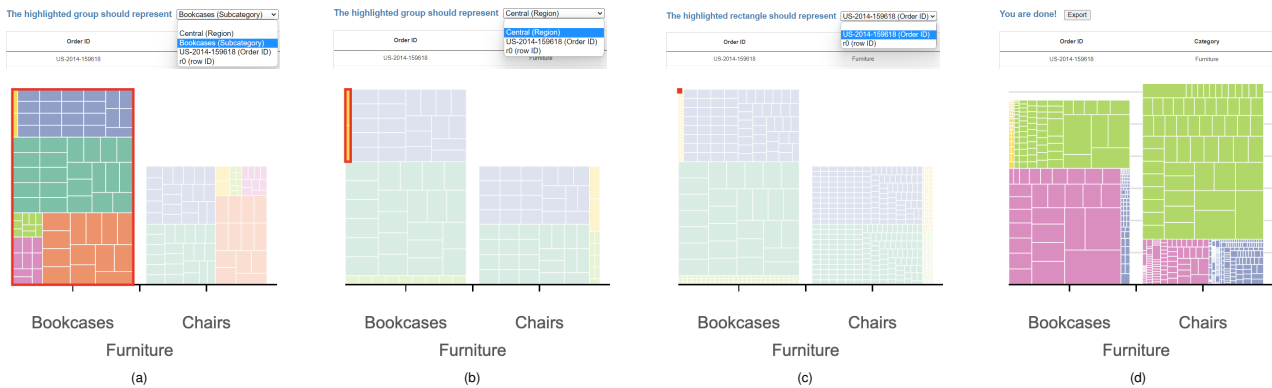 The highlighted group should represent Bookcases (Subcategory)
Central (Region)
Bookcases (Subcategory)
US-2014-159618 (Order ID)
r0 (row ID)
Order ID
US-2014-159618
Bookcases Chairs
Furniture
(a)
The highlighted group should represent Central (Region)
Central (Region)
US-2014-159618 (Order ID)
r0 (row ID)
Order ID
US-2014-159618 Furniture
Bookcases Chairs
Furniture
(b)
The highlighted rectangle should represent US-2014-159618 (Order ID)
US-2014-159618 (Order ID)
r0 (row ID)
Order ID
US-2014-159618 Furniture
Bookcases Chairs
Furniture
(c)
You are done! Export
Order ID Category
US-2014-159618 Furniture
Bookcases Chairs
Furniture
(d)